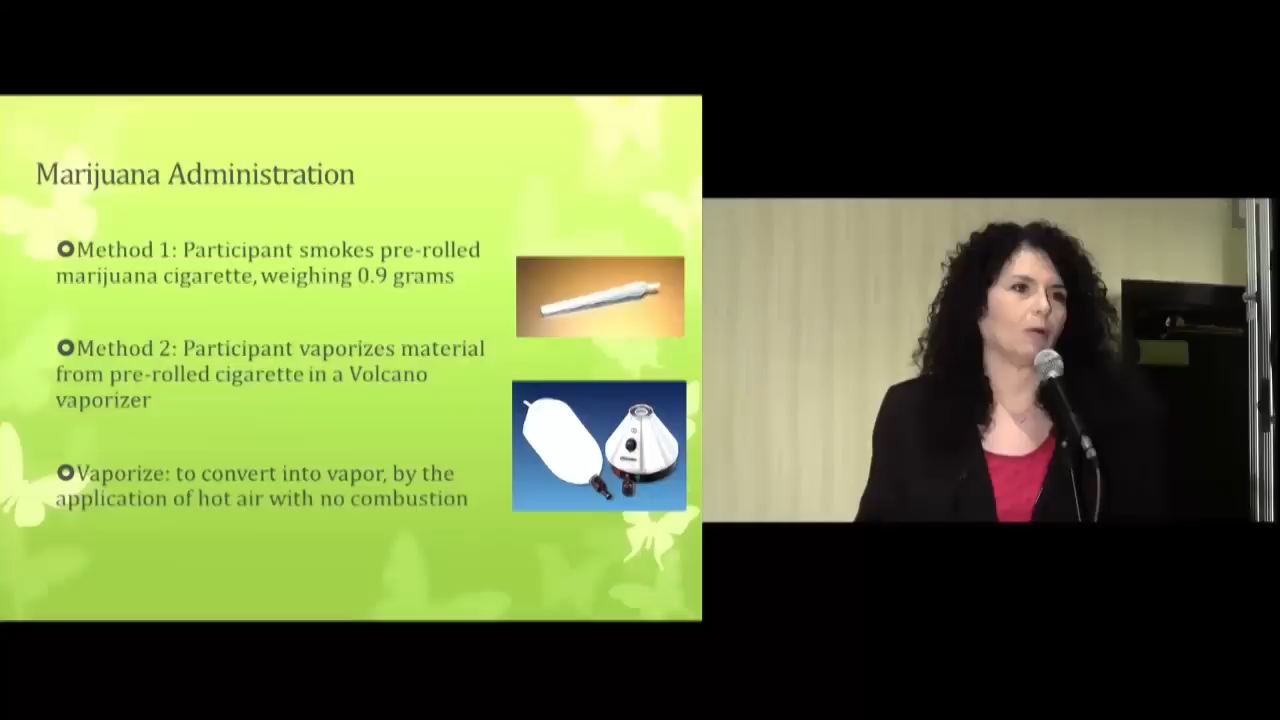 Marijuana Administration
Method 1: Participant smokes pre-rolled
marijuana cigarette, weighing 0.9 grams
Method 2: Participant vaporizes material
from pre-rolled cigarette in a Volcano
vaporizer
Vaporize: to convert into vapor, by the
application of hot air with no combustion